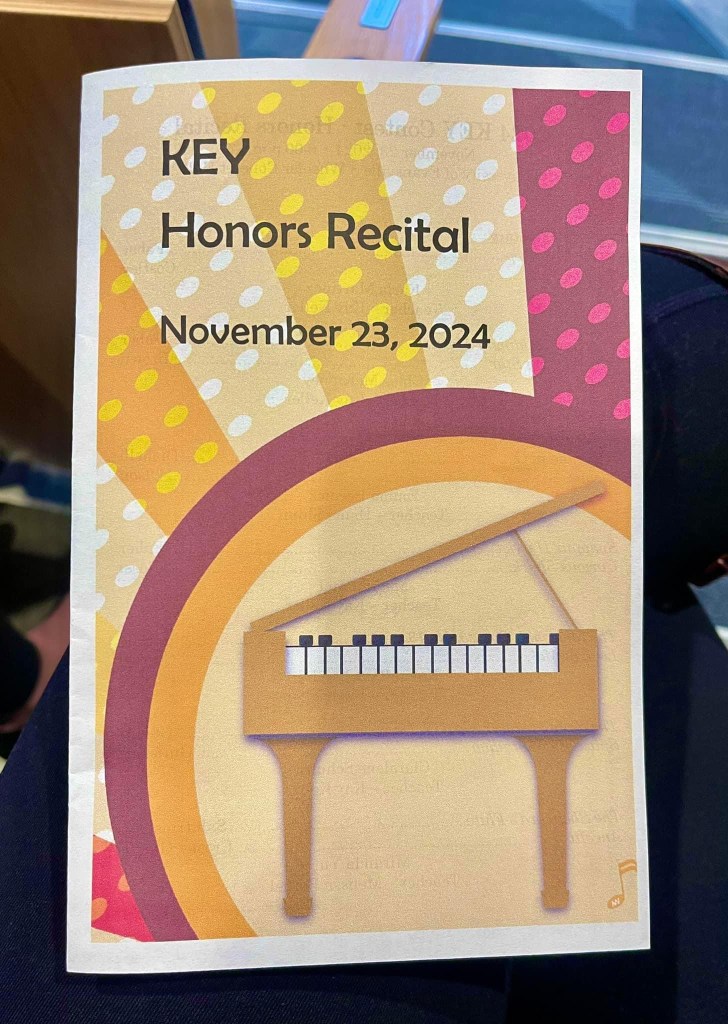 KEY
Honors Recital
November 23, 2024